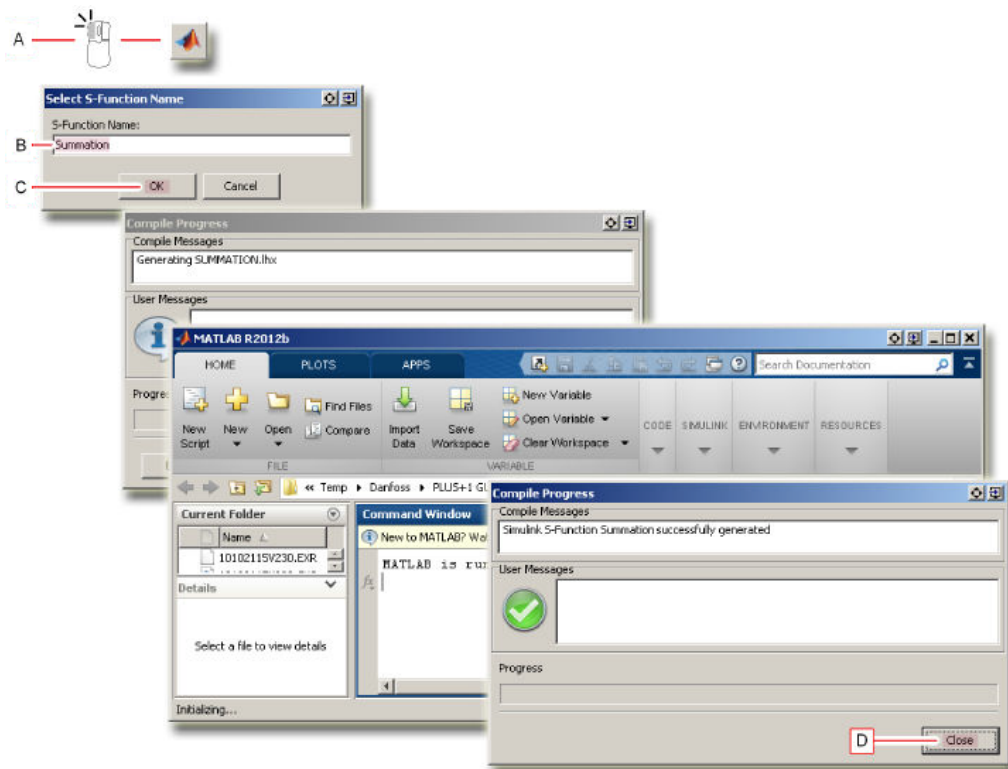 A
Select S-Function Name
S-Function Name:
B
Summation
C
OK
Cancel
Compile Progress
Compile Messages
Generating SUMMATION.lhx
User Messages
MATLAB R2012b
HOME
PLOTS
APPS
Search Documentation
New Script
New
Open
Find Files
Compare
Import Data
Save Workspace
New Variable
Open Variable
Clear Workspace
CODE
SIMULINK
ENVIRONMENT
RESOURCES
FILE
VARIABLE
« Temp ▸ Danfoss ▸ PLUS+1
Current Folder
Name
10102115V230.EXR
Details
Select a file to view details
Initializing...
Command Window
New to MATLAB?
MATLAB is
fx
Compile Progress
Compile Messages
Simulink S-Function Summation successfully generated
User Messages
Progress
D
Close